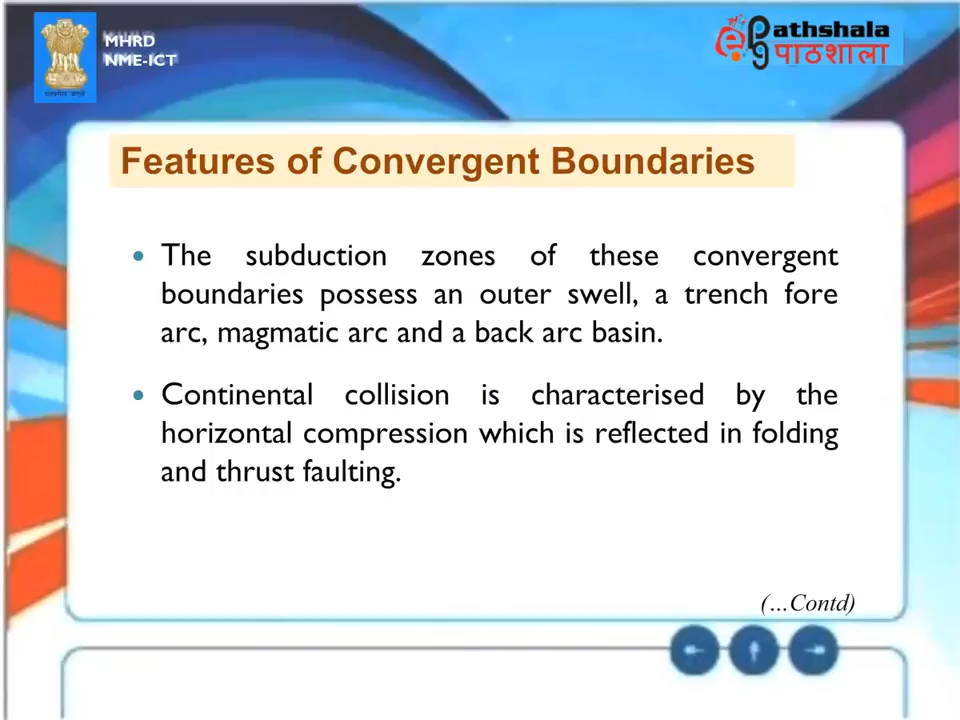 MHRD
NME-ICT
e Pathshala
पाठशाला
Features of Convergent Boundaries
• The subduction zones of these convergent
boundaries possess an outer swell, a trench fore
arc, magmatic arc and a back arc basin.
• Continental collision is characterised by the
horizontal compression which is reflected in folding
and thrust faulting.
(...Contd)